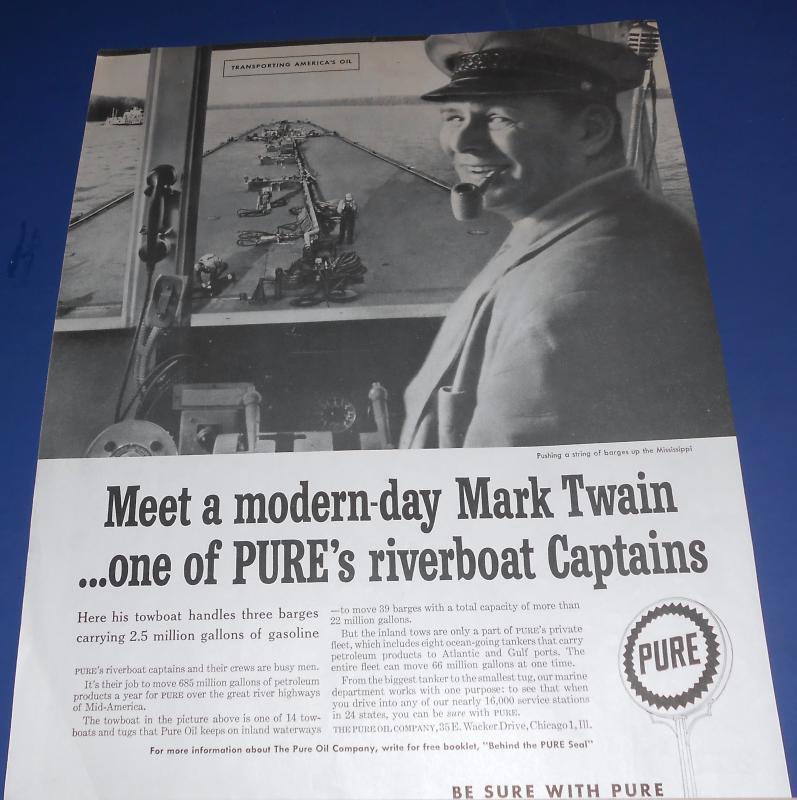 TRANSPORTING AMERICA'S OIL
Pushing a string of barges up the Mississippi
Meet a modern-day Mark Twain
...one of PURE's riverboat Captains
Here his towboat handles three barges
carrying 2.5 million gallons of gasoline
PURE's riverboat captains and their crews are busy men.
It's their job to move 685 million gallons of petroleum
products a year for PURE over the great river highways
of Mid-America.
The towboat in the picture above is one of 14 tow-
boats and tugs that Pure Oil keeps on inland waterways
—to move 39 barges with a total capacity of more than
22 million gallons.
But the inland tows are only a part of PURE's private
fleet, which includes eight ocean-going tankers that carry
petroleum products to Atlantic and Gulf ports. The
entire fleet can move 66 million gallons at one time.
From the biggest tanker to the smallest tug, our marine
department works with one purpose: to see that when
you drive into any of our nearly 16,000 service stations
in 24 states, you can be sure with PURE.
THE PURE OIL COMPANY, 35 E. Wacker Drive, Chicago 1, Ill.
PURE
For more information about The Pure Oil Company, write for free booklet, "Behind the PURE Seal"
BE SURE WITH PURE